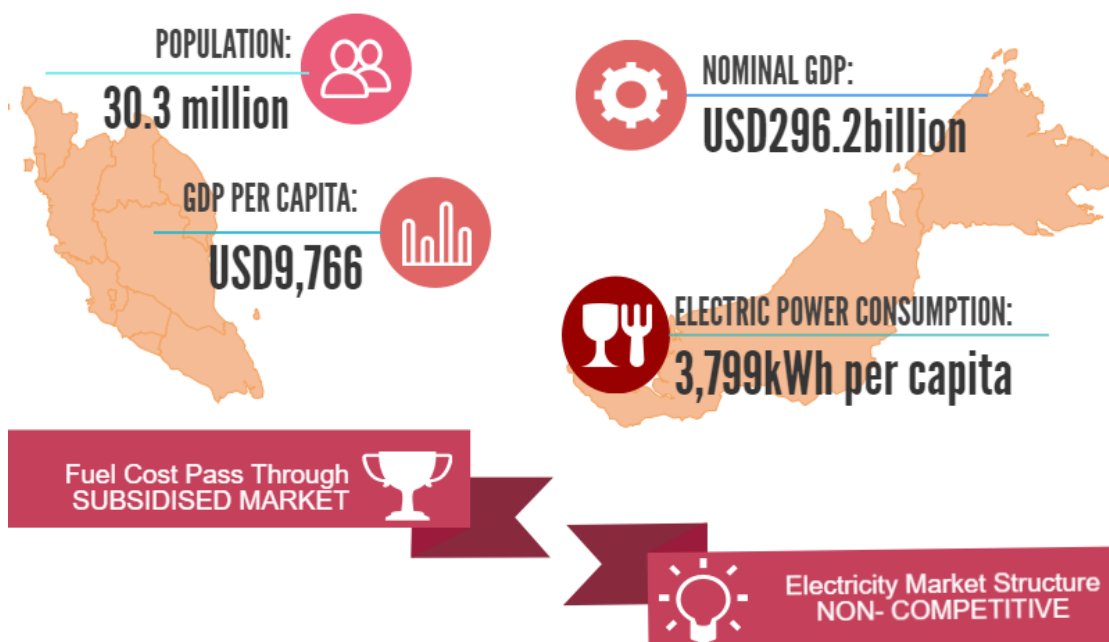 POPULATION:
30.3 million
GDP PER CAPITA:
USD9,766
NOMINAL GDP:
USD296.2billion
ELECTRIC POWER CONSUMPTION:
3,799kWh per capita
Fuel Cost Pass Through
SUBSIDISED MARKET
Electricity Market Structure
NON- COMPETITIVE